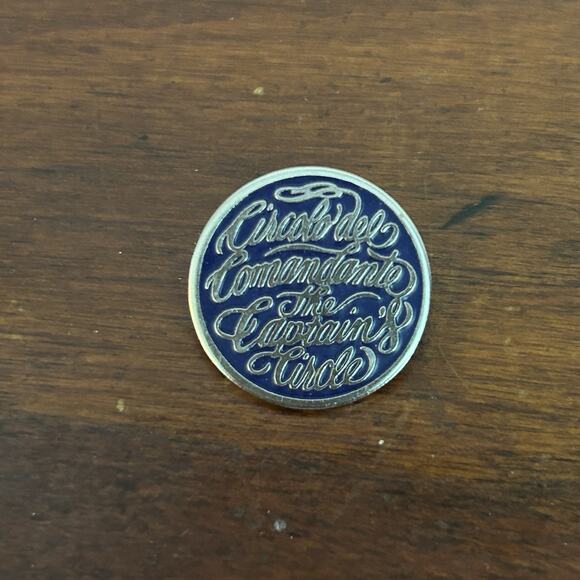 Circolo del
Comandante
The
Captain's
Circle